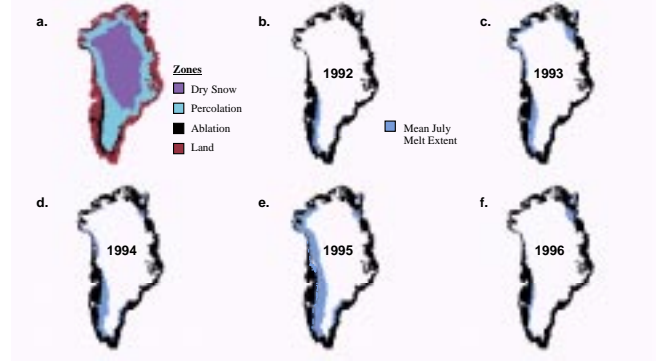 a.
Zones
Dry Snow
Percolation
Ablation
Land
b.
1992
Mean July
Melt Extent
c.
1993
d.
1994
e.
1995
f.
1996